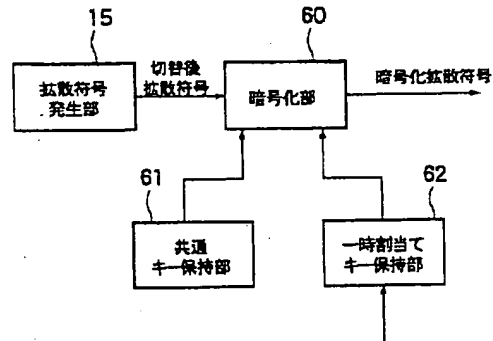 15
60
切替後
拡散符号
拡散符号
発生部
暗号化部
暗号化拡散符号
61
62
共通
キー保持部
一時割当て
キー保持部